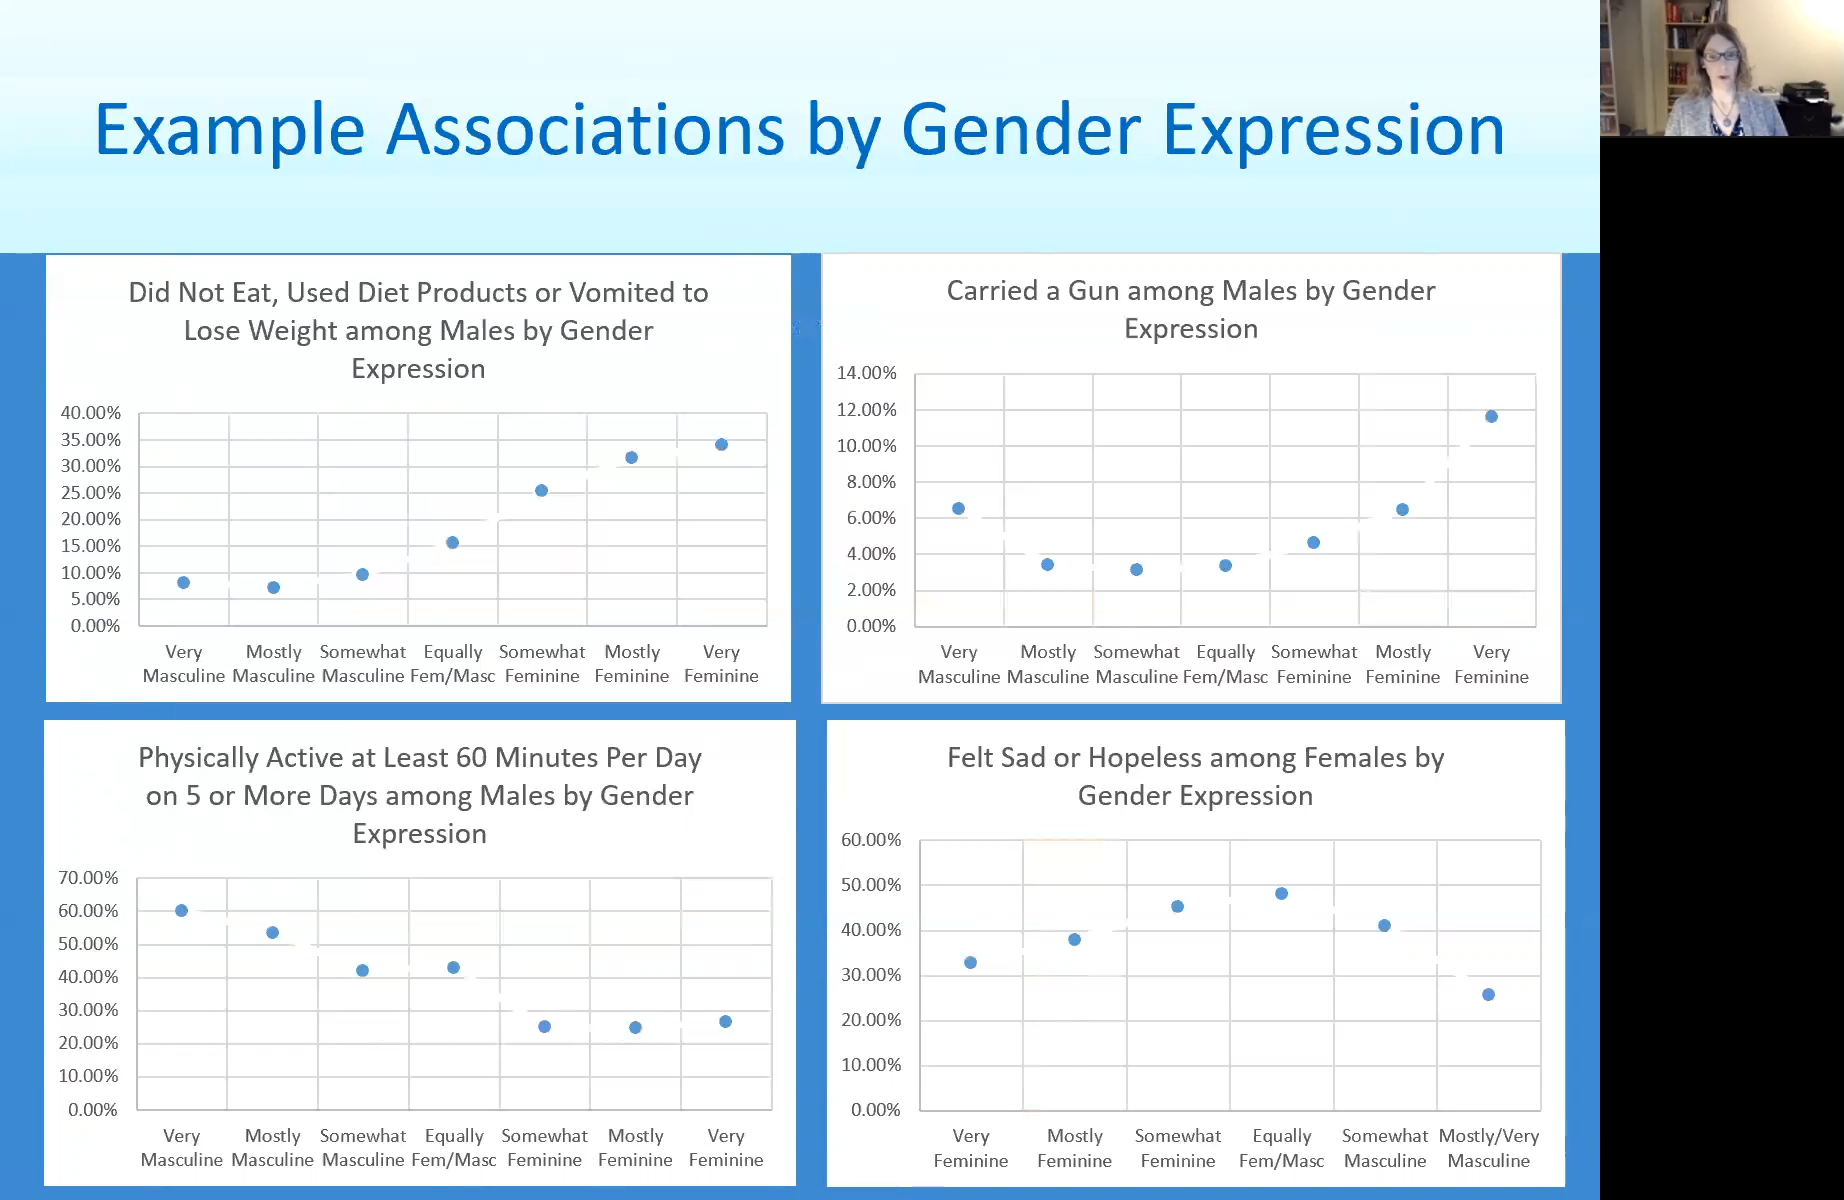 Example Associations by Gender Expression
Did Not Eat, Used Diet Products or Vomited to
Lose Weight among Males by Gender
Expression
40.00%
35.00%
30.00%
25.00%
20.00%
15.00%
10.00%
5.00%
0.00%
Very Mostly Somewhat Equally Somewhat Mostly Very
Masculine Masculine Masculine Fem/Masc Feminine Feminine Feminine
Carried a Gun among Males by Gender
Expression
14.00%
12.00%
10.00%
8.00%
6.00%
4.00%
2.00%
0.00%
Very Mostly Somewhat Equally Somewhat Mostly Very
Masculine Masculine Masculine Fem/Masc Feminine Feminine Feminine
Physically Active at Least 60 Minutes Per Day
on 5 or More Days among Males by Gender
Expression
70.00%
60.00%
50.00%
40.00%
30.00%
20.00%
10.00%
0.00%
Very Mostly Somewhat Equally Somewhat Mostly Very
Masculine Masculine Masculine Fem/Masc Feminine Feminine Feminine
Felt Sad or Hopeless among Females by
Gender Expression
60.00%
50.00%
40.00%
30.00%
20.00%
10.00%
0.00%
Very Mostly Somewhat Equally Somewhat Mostly/Very
Feminine Feminine Feminine Fem/Masc Masculine Masculine